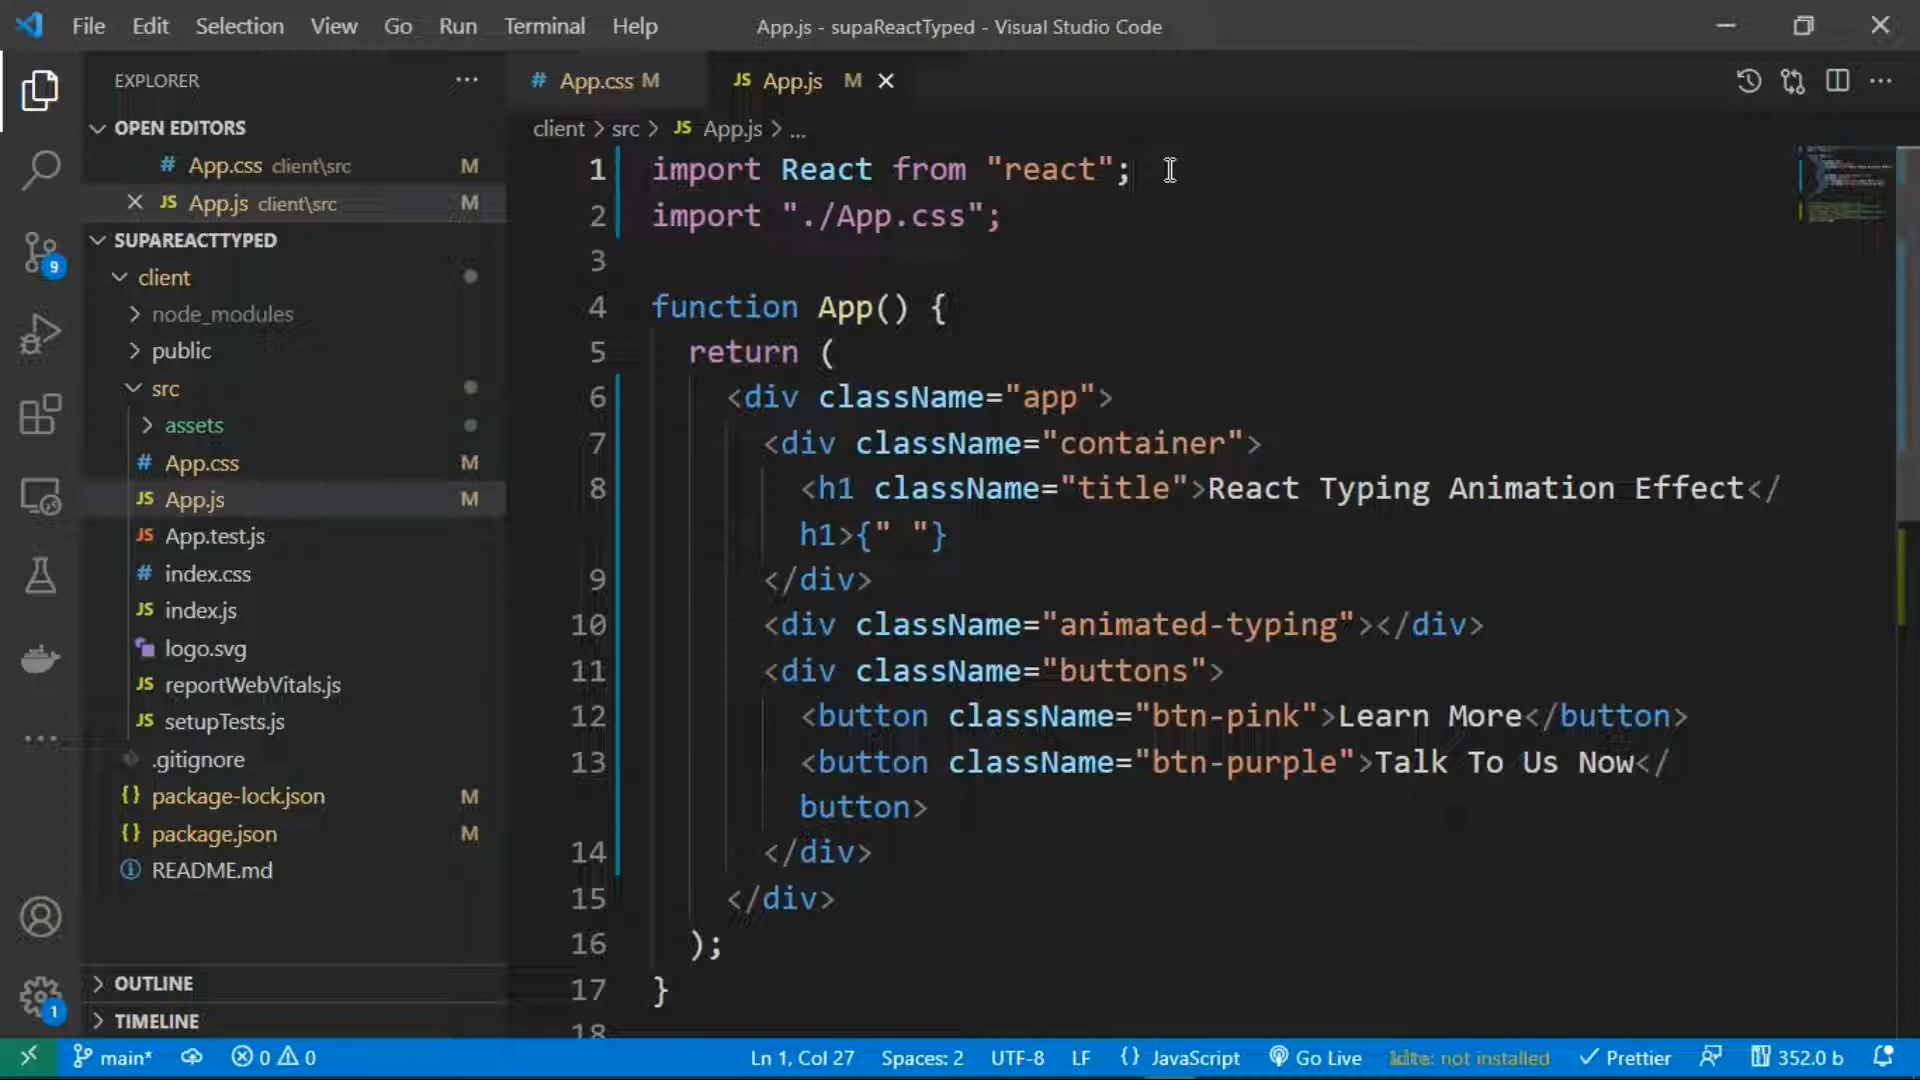 File Edit Selection View Go Run Terminal Help
App.js - supaReactTyped - Visual Studio Code
EXPLORER
OPEN EDITORS
# App.css client\src M
JS App.js client\src M
SUPAREACTTYPED
client
node_modules
public
src
assets
# App.css M
JS App.js M
JS App.test.js
# index.css
JS index.js
logo.svg
JS reportWebVitals.js
JS setupTests.js
.gitignore
{} package-lock.json M
{} package.json M
README.md
OUTLINE
TIMELINE
9
1
# App.css M
JS App.js M
client > src > JS App.js > ...
1 import React from "react";
2 import "./App.css";
3
4 function App() {
5 return (
6 <div className="app">
7 <div className="container">
8 <h1 className="title">React Typing Animation Effect</
h1>{" "}
9 </div>
10 <div className="animated-typing"></div>
11 <div className="buttons">
12 <button className="btn-pink">Learn More</button>
13 <button className="btn-purple">Talk To Us Now</
button>
14 </div>
15 </div>
16 );
17 }
18
main* 0 0 Ln 1, Col 27 Spaces: 2 UTF-8 LF {} JavaScript Go Live kite: not installed Prettier 352.0 b